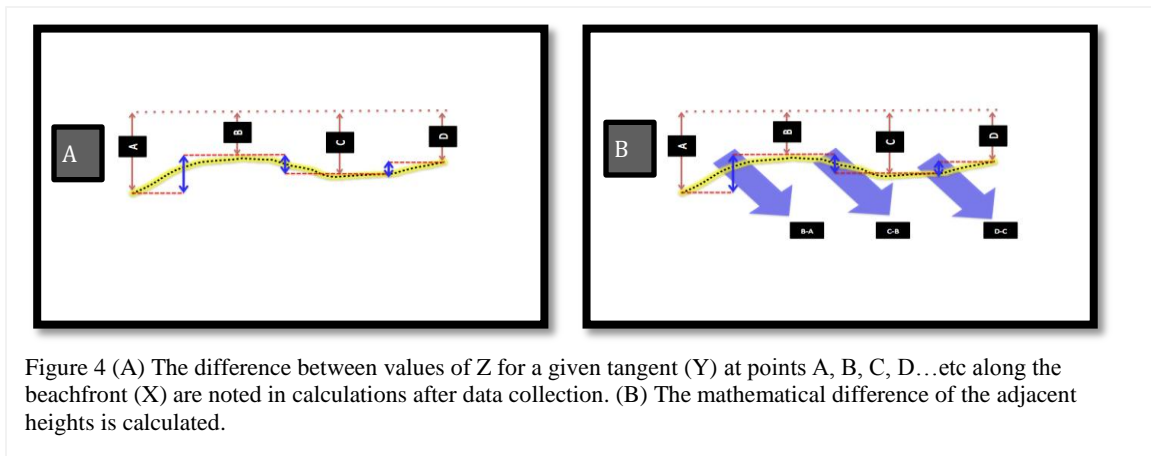 A
A
B
C
D
B
A
B
C
D
B-A
C-B
D-C
Figure 4 (A) The difference between values of Z for a given tangent (Y) at points A, B, C, D…etc along the
beachfront (X) are noted in calculations after data collection. (B) The mathematical difference of the adjacent
heights is calculated.